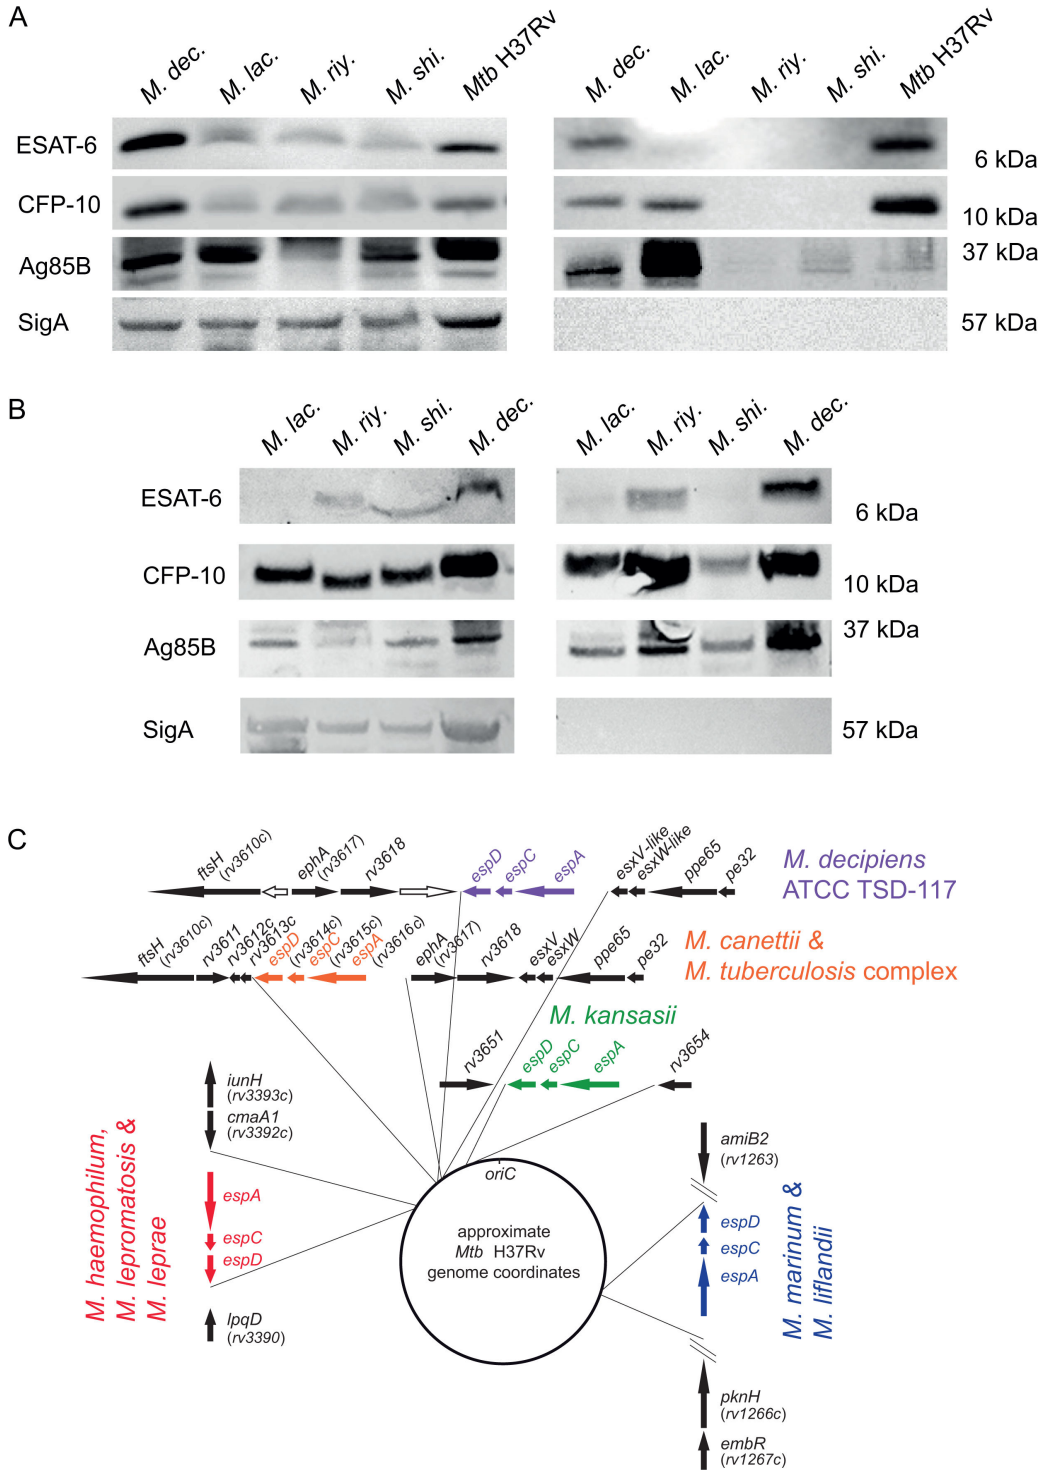 A
M. dec.
M. lac.
M. riy.
M. shi.
Mtb H37Rv
M. dec.
M. lac.
M. riy.
M. shi.
Mtb H37Rv
ESAT-6
6 kDa
CFP-10
10 kDa
Ag85B
37 kDa
SigA
57 kDa
B
M. lac.
M. riy.
M. shi.
M. dec.
M. lac.
M. riy.
M. shi.
M. dec.
ESAT-6
6 kDa
CFP-10
10 kDa
Ag85B
37 kDa
SigA
57 kDa
C
ftsH
(rv3610c)
ephA
(rv3617)
rv3618
espD
espC
espA
esxV-like
esxW-like
ppe65
pe32
M. decipiens
ATCC TSD-117
ftsH
(rv3610c)
rv3611
rv3612c
rv3613c
espD
(rv3614c)
espC
(rv3615c)
espA
(rv3616c)
ephA
(rv3617)
rv3618
esxV
esxW
ppe65
pe32
M. canettii &
M. tuberculosis complex
M. kansasii
rv3651
espD
espC
espA
rv3654
iunH
(rv3393c)
cmaA1
(rv3392c)
espA
espC
espD
lpqD
(rv3390)
M. haemophilum,
M. lepromatosis &
M. leprae
oriC
approximate
Mtb H37Rv
genome coordinates
amiB2
(rv1263)
espD
espC
espA
pknH
(rv1266c)
embR
(rv1267c)
M. marinum &
M. liflandii